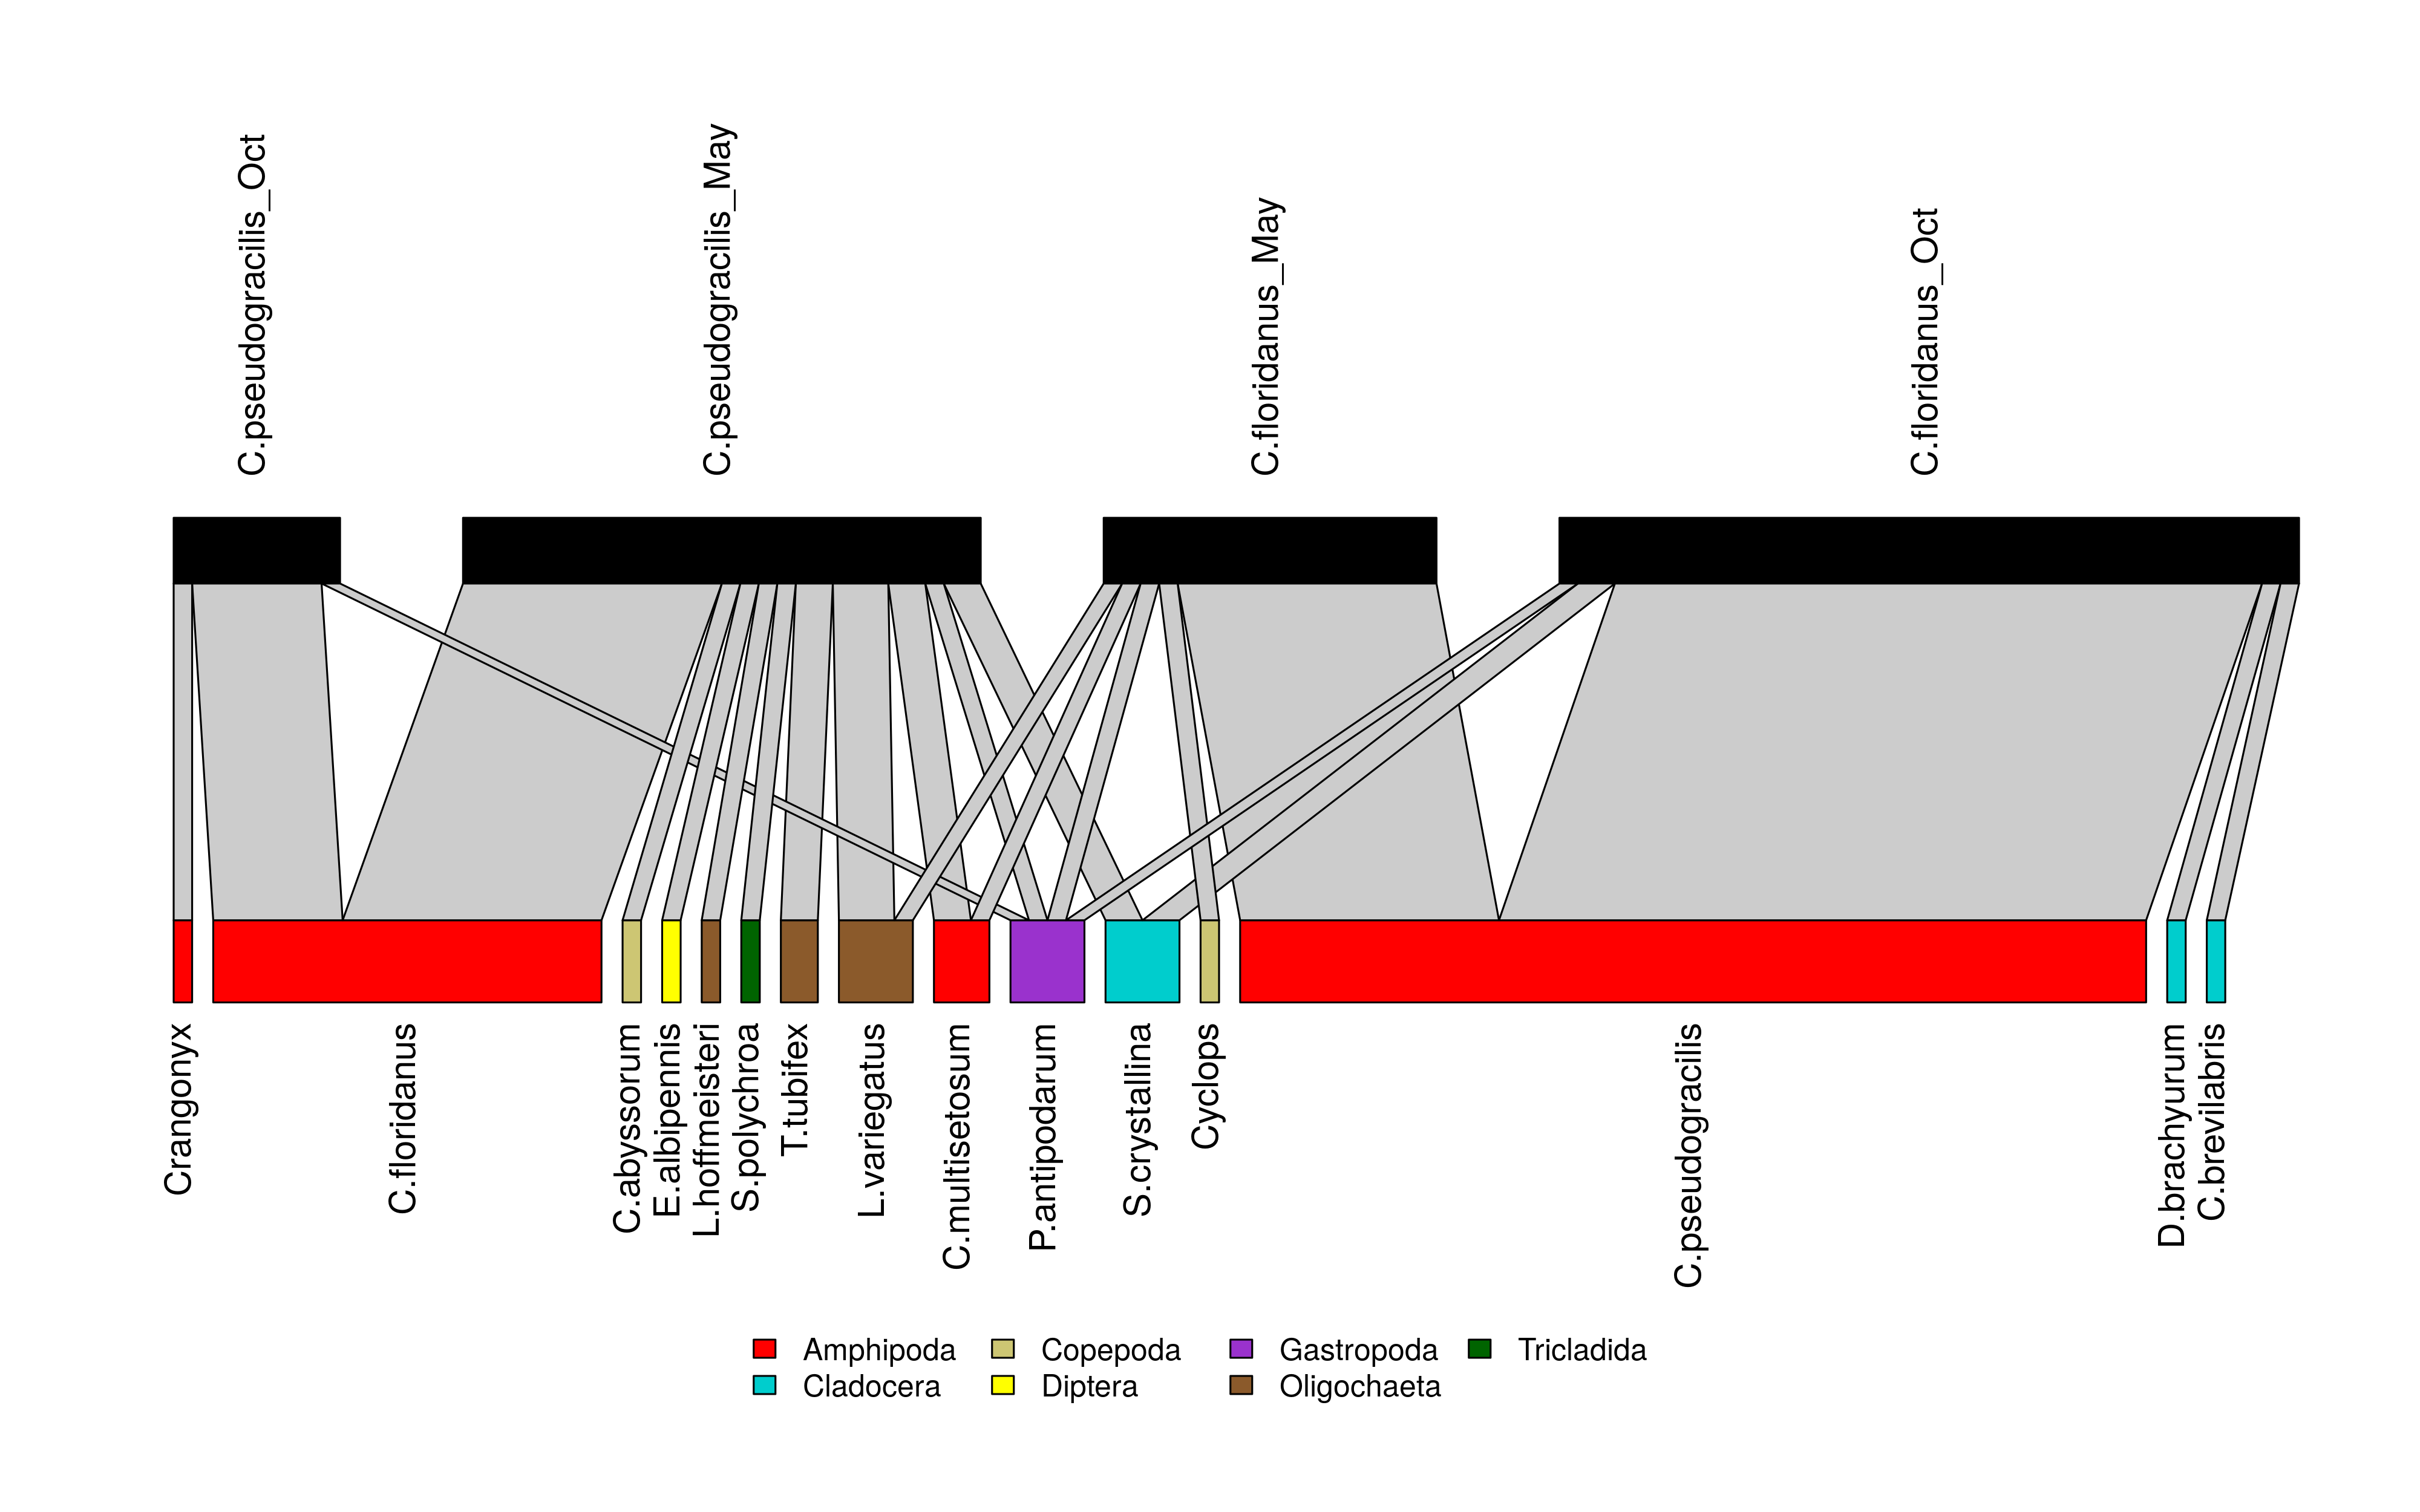 C.pseudogracilis_Oct
C.pseudogracilis_May
C.floridanus_May
C.floridanus_Oct
Crangonyx
C.floridanus
C.abyssorum
E.albipennis
L.hoffmeisteri
S.polychroa
T.tubifex
L.variegatus
C.multisetosum
P.antipodarum
S.crystallina
Cyclops
C.pseudogracilis
D.brachyurum
C.brevilabris
Amphipoda Copepoda Gastropoda Tricladida
Cladocera Diptera Oligochaeta